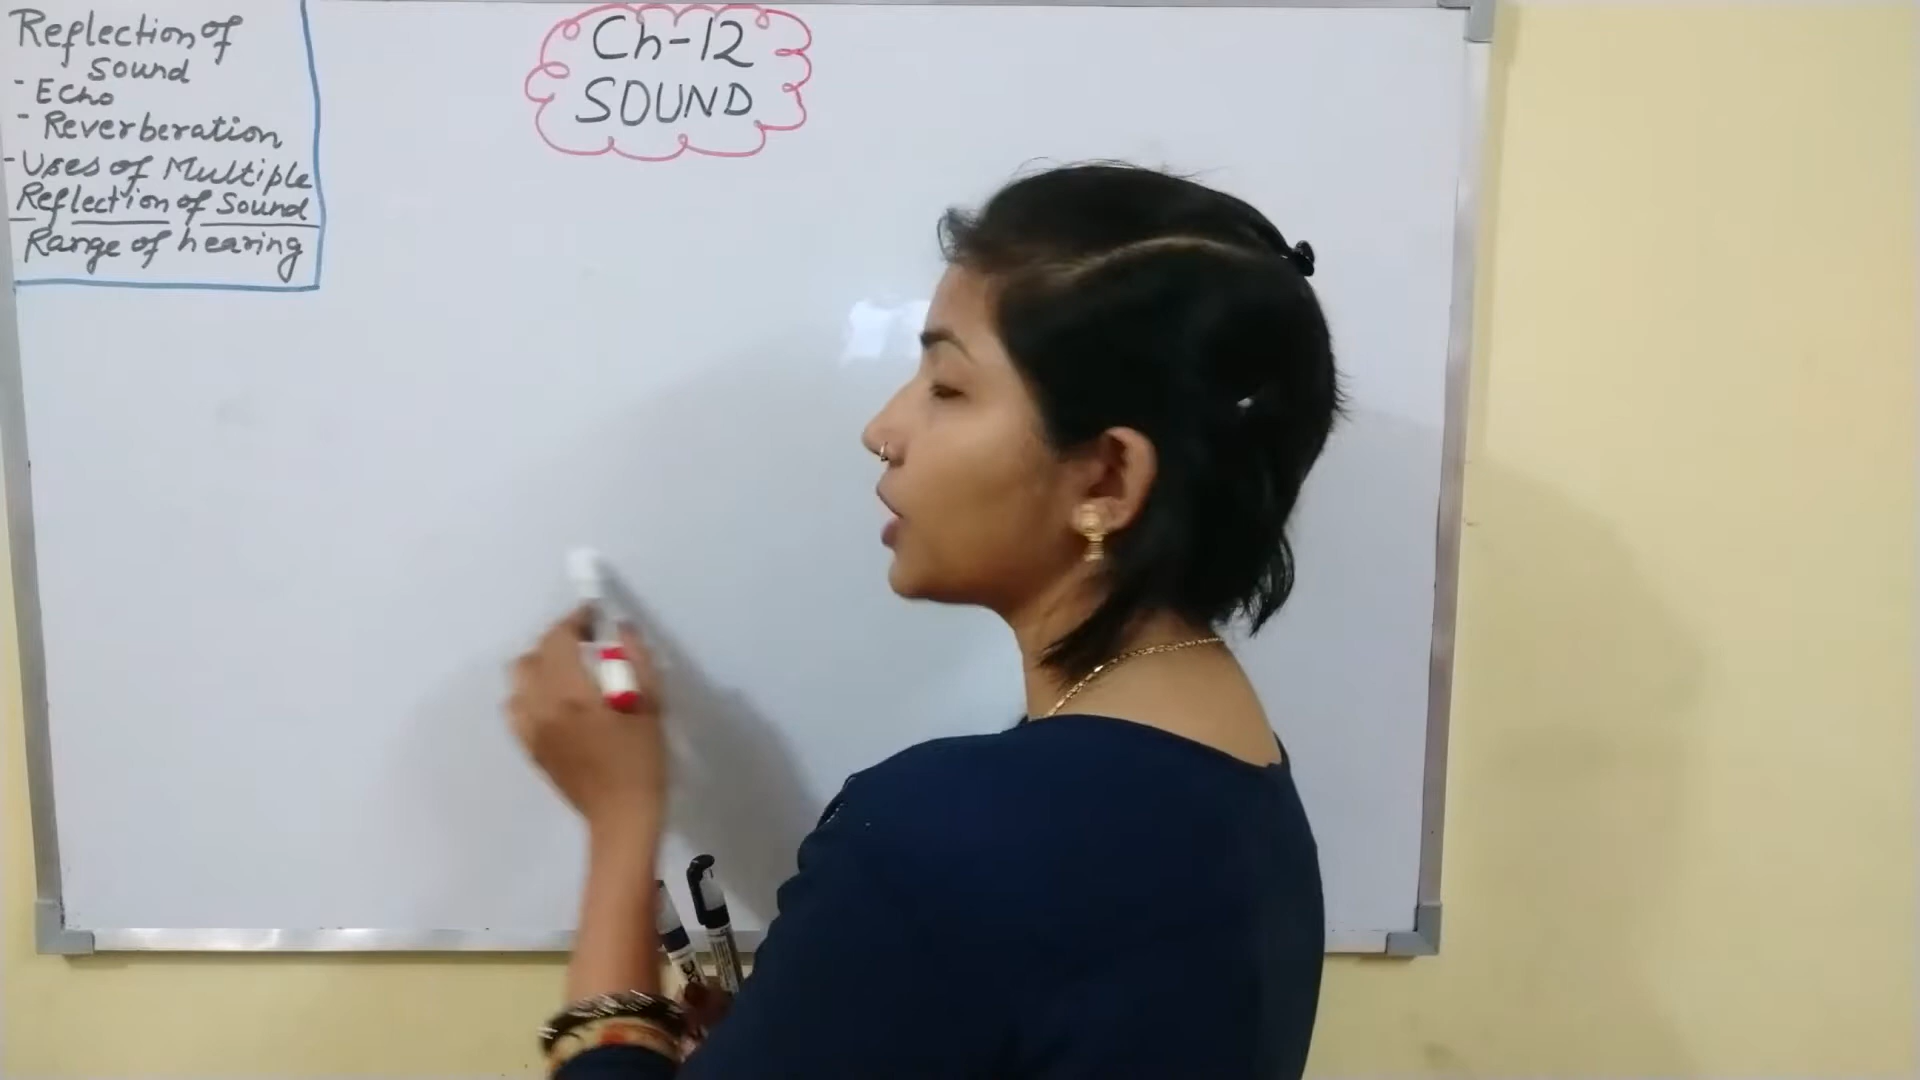 Reflection of
Sound
- Echo
- Reverberation
- Uses of Multiple
Reflection of Sound
Range of hearing
Ch-12
SOUND